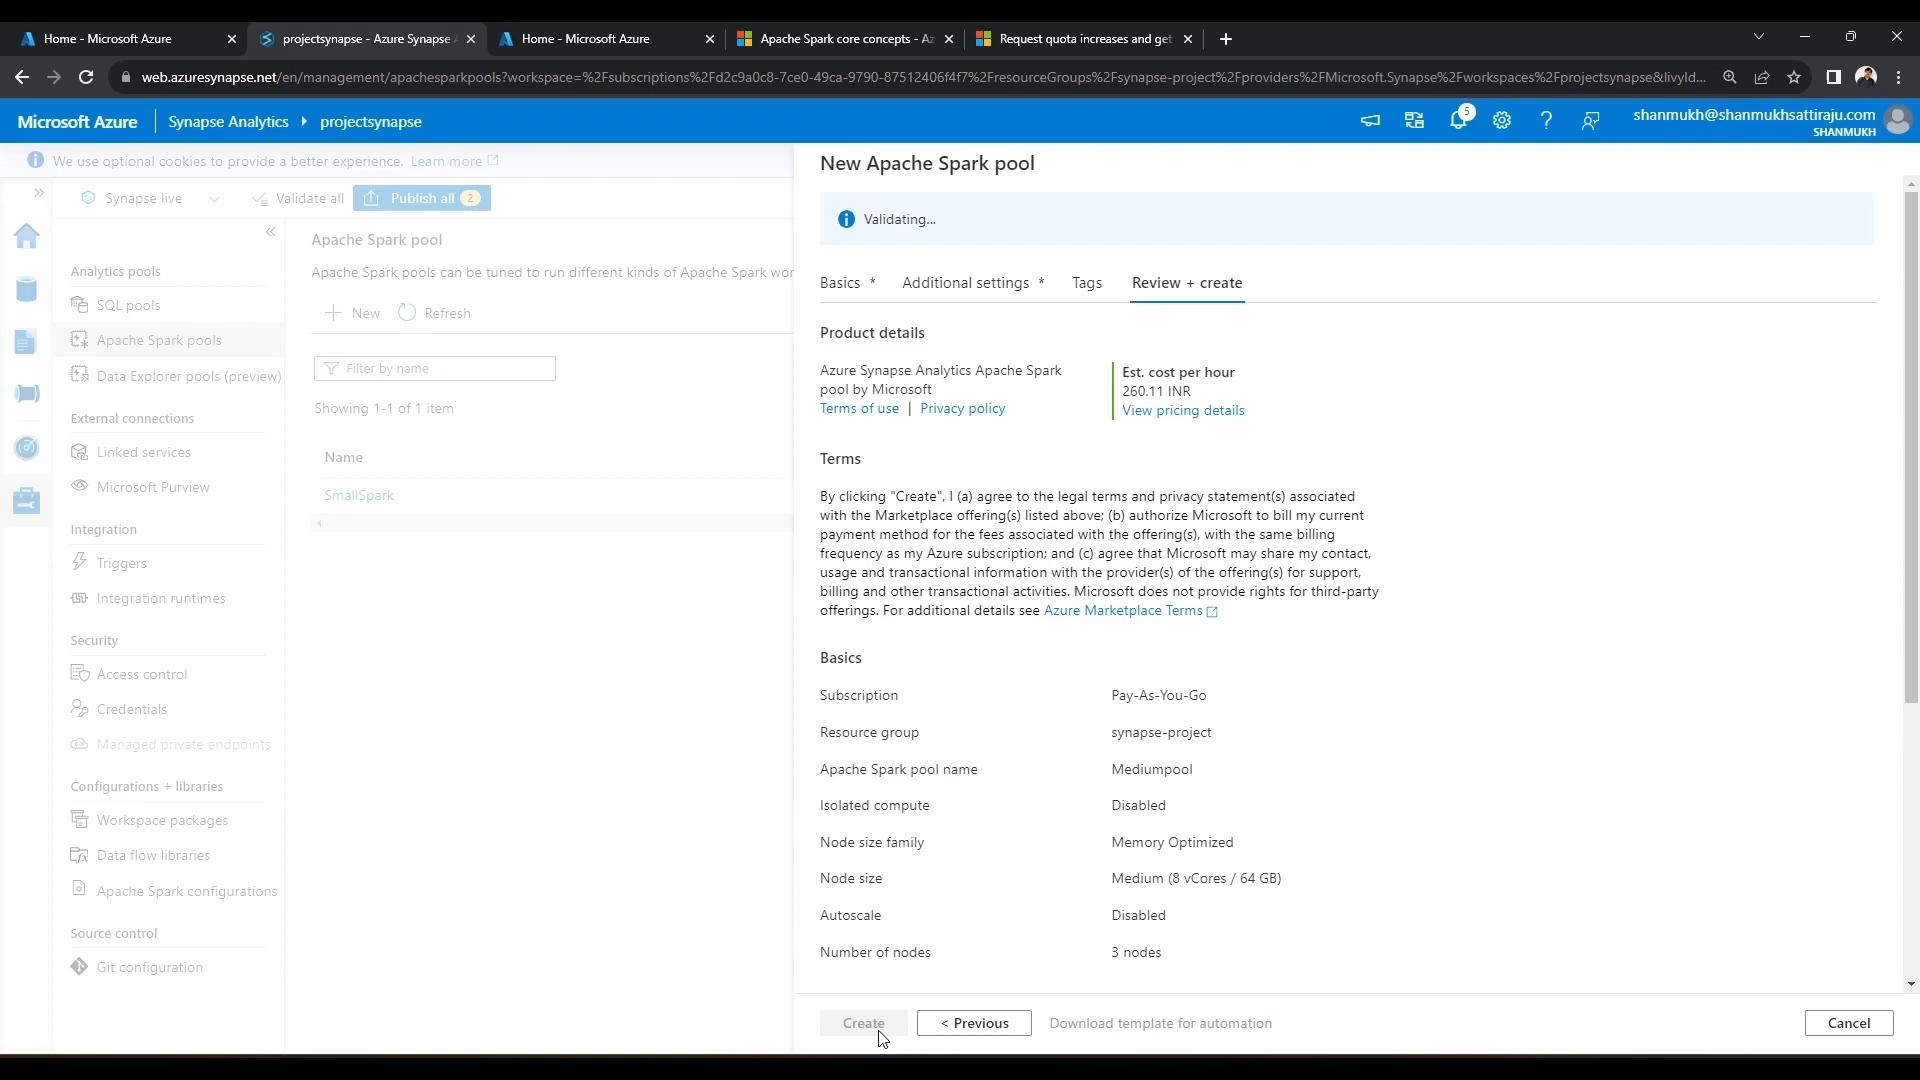 Home - Microsoft Azure
projectsynapse - Azure Synapse
Home - Microsoft Azure
Apache Spark core concepts - Az
Request quota increases and get
web.azuresynapse.net/en/management/apachesparkpools?workspace=%2Fsubscriptions%2Fd2c9a0c8-7ce0-49ca-9790-87512406f4f7%2FresourceGroups%2Fsynapse-project%2Fproviders%2FMicrosoft.Synapse%2Fworkspaces%2Fprojectsynapse&livyId...
Microsoft Azure
Synapse Analytics
projectsynapse
5
shanmukh@shanmukhsattiraju.com
SHANMUKH
We use optional cookies to provide a better experience. Learn more
Synapse live
Validate all
Publish all 2
Analytics pools
SQL pools
Apache Spark pools
Data Explorer pools (preview)
External connections
Linked services
Microsoft Purview
Integration
Triggers
Integration runtimes
Security
Access control
Credentials
Managed private endpoints
Configurations + libraries
Workspace packages
Data flow libraries
Apache Spark configurations
Source control
Git configuration
Apache Spark pool
Apache Spark pools can be tuned to run different kinds of Apache Spark wor
New
Refresh
Filter by name
Showing 1-1 of 1 item
Name
SmallSpark
New Apache Spark pool
Validating...
Basics *
Additional settings *
Tags
Review + create
Product details
Azure Synapse Analytics Apache Spark
pool by Microsoft
Terms of use | Privacy policy
Est. cost per hour
260.11 INR
View pricing details
Terms
By clicking "Create", I (a) agree to the legal terms and privacy statement(s) associated
with the Marketplace offering(s) listed above; (b) authorize Microsoft to bill my current
payment method for the fees associated with the offering(s), with the same billing
frequency as my Azure subscription; and (c) agree that Microsoft may share my contact,
usage and transactional information with the provider(s) of the offering(s) for support,
billing and other transactional activities. Microsoft does not provide rights for third-party
offerings. For additional details see Azure Marketplace Terms
Basics
Subscription Pay-As-You-Go
Resource group synapse-project
Apache Spark pool name Mediumpool
Isolated compute Disabled
Node size family Memory Optimized
Node size Medium (8 vCores / 64 GB)
Autoscale Disabled
Number of nodes 3 nodes
Create
< Previous
Download template for automation
Cancel